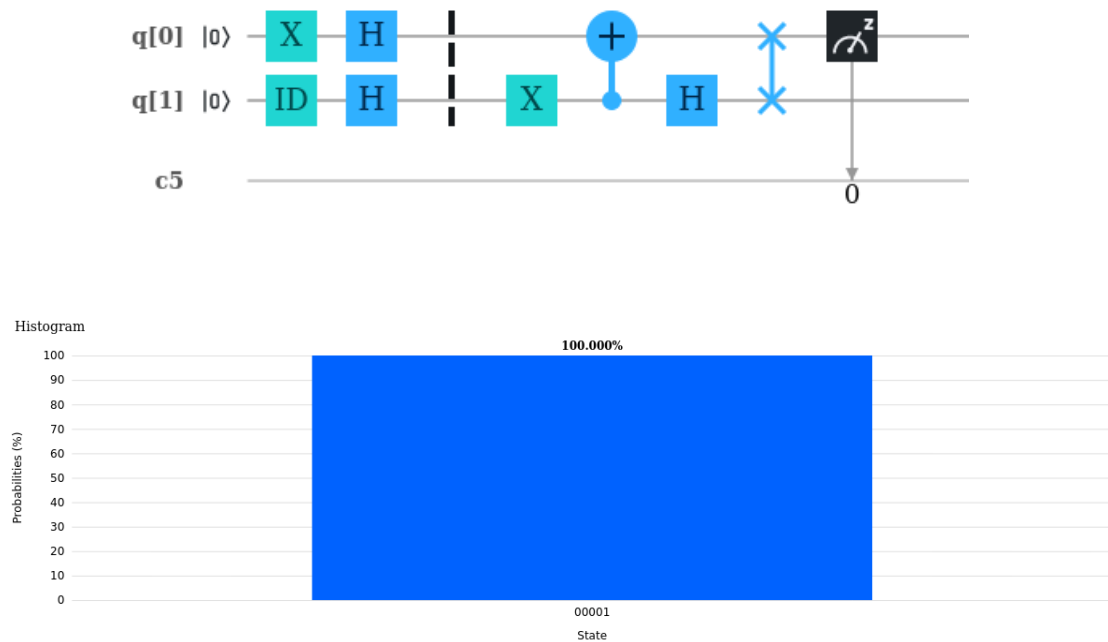 q[0] |0⟩ X H + z
q[1] |0⟩ ID H X H
c5
0
Histogram
100.000%
100
90
80
70
60
50
40
30
20
10
0
Probabilities (%)
00001
State